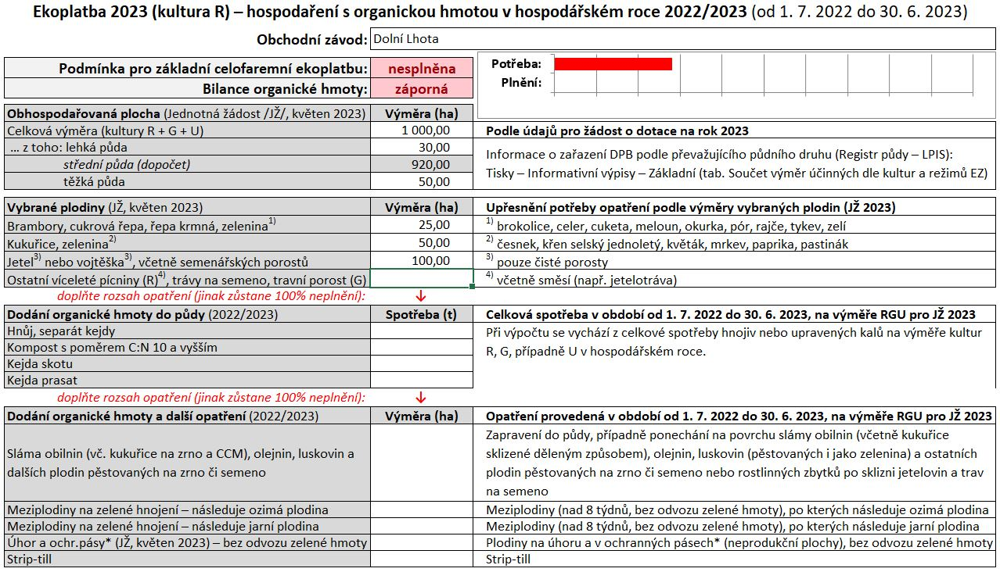 Ekoplatba 2023 (kultura R) – hospodaření s organickou hmotou v hospodářském roce 2022/2023 (od 1. 7. 2022 do 30. 6. 2023)
Obchodní závod: Dolní Lhota
Podmínka pro základní celofaremní ekoplatbu: nesplněna
Bilance organické hmoty: záporná
Potřeba:
Plnění:
Obhospodařovaná plocha (Jednotná žádost /JŽ/, květen 2023) Výměra (ha)
Celková výměra (kultury R + G + U) 1 000,00 Podle údajů pro žádost o dotace na rok 2023
... z toho: lehká půda 30,00
střední půda (dopočet) 920,00
těžká půda 50,00
Informace o zařazení DPB podle převažujícího půdního druhu (Registr půdy – LPIS):
Tisky – Informativní výpisy – Základní (tab. Součet výměr účinných dle kultur a režimů EZ)
Vybrané plodiny (JŽ, květen 2023) Výměra (ha) Upřesnění potřeby opatření podle výměry vybraných plodin (JŽ 2023)
Brambory, cukrová řepa, řepa krmná, zelenina1) 25,00 1) brokolice, celer, cuketa, meloun, okurka, pór, rajče, tykev, zelí
Kukuřice, zelenina2) 50,00 2) česnek, křen selský jednoletý, květák, mrkev, paprika, pastinák
Jetel3) nebo vojtěška3), včetně semenářských porostů 100,00 3) pouze čisté porosty
Ostatní víceleté pícniny (R)4), trávy na semeno, travní porost (G) 4) včetně směsí (např. jetelotráva)
doplňte rozsah opatření (jinak zůstane 100% neplnění): ↓
Dodání organické hmoty do půdy (2022/2023) Spotřeba (t) Celková spotřeba v období od 1. 7. 2022 do 30. 6. 2023, na výměře RGU pro JŽ 2023
Hnůj, separát kejdy
Kompost s poměrem C:N 10 a vyšším
Kejda skotu
Kejda prasat
Při výpočtu se vychází z celkové spotřeby hnojiv nebo upravených kalů na výměře kultur
R, G, případně U v hospodářském roce.
doplňte rozsah opatření (jinak zůstane 100% neplnění): ↓
Dodání organické hmoty a další opatření (2022/2023) Výměra (ha) Opatření provedená v období od 1. 7. 2022 do 30. 6. 2023, na výměře RGU pro JŽ 2023
Sláma obilnin (vč. kukuřice na zrno a CCM), olejnin, luskovin a
dalších plodin pěstovaných na zrno či semeno
Zapravení do půdy, případně ponechání na povrchu slámy obilnin (včetně kukuřice
sklizené děleným způsobem), olejnin, luskovin (pěstovaných i jako zelenina) a ostatních
plodin pěstovaných na zrno či semeno nebo rostlinných zbytků po sklizni jetelovin a trav
na semeno
Meziplodiny na zelené hnojení – následuje ozimá plodina Meziplodiny (nad 8 týdnů, bez odvozu zelené hmoty), po kterých následuje ozimá plodina
Meziplodiny na zelené hnojení – následuje jarní plodina Meziplodiny (nad 8 týdnů, bez odvozu zelené hmoty), po kterých následuje jarní plodina
Úhor a ochr.pásy* (JŽ, květen 2023) – bez odvozu zelené hmoty Plodiny na úhoru a v ochranných pásech* (neprodukční plochy), bez odvozu zelené hmoty
Strip-till Strip-till